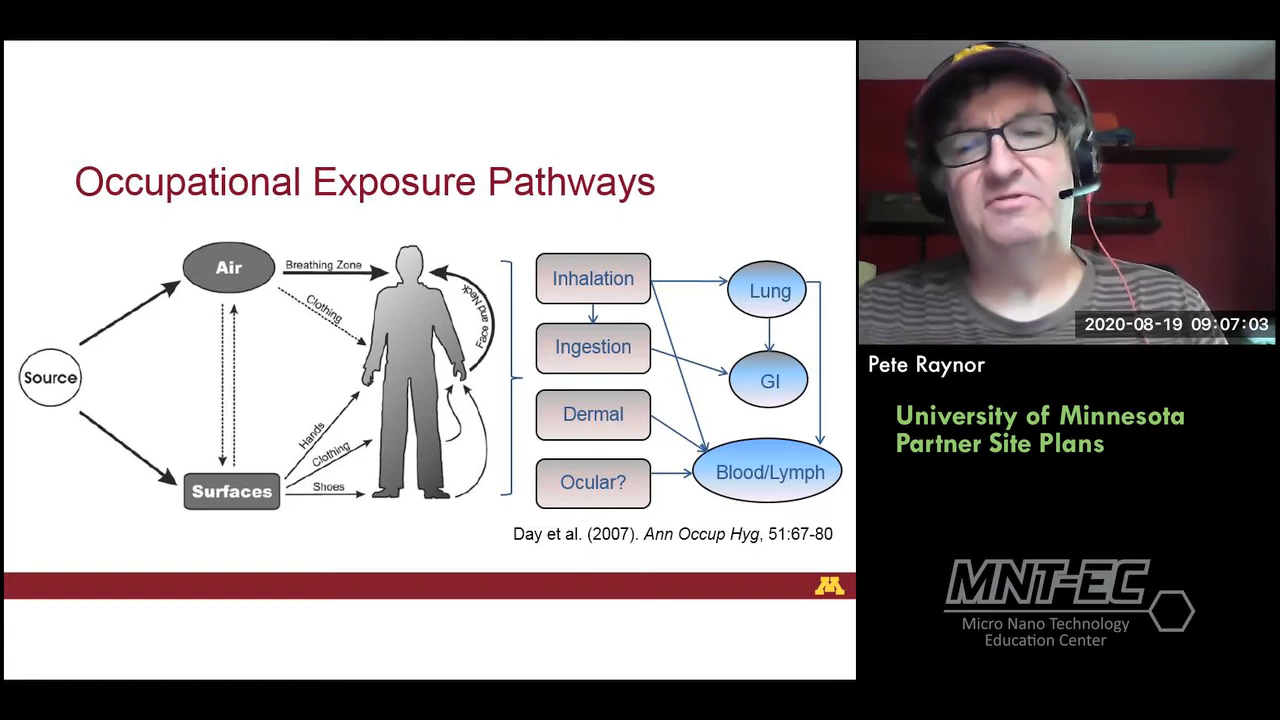 Occupational Exposure Pathways
Source
Air
Surfaces
Breathing Zone
Clothing
Face and Neck
Hands
Clothing
Shoes
Inhalation
Ingestion
Dermal
Ocular?
Lung
GI
Blood/Lymph
Day et al. (2007). Ann Occup Hyg, 51:67-80
M
2020-08-19 09:07:03
Pete Raynor
University of Minnesota
Partner Site Plans
MNT-EC
Micro Nano Technology
Education Center